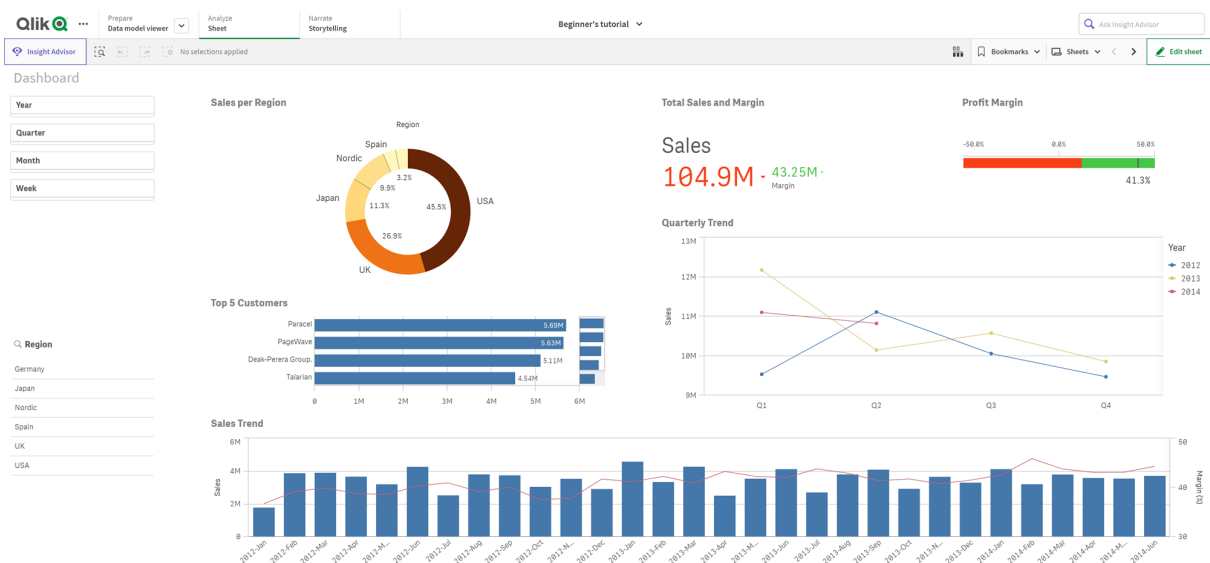 Qlik
Prepare
Data model viewer
Analyze
Sheet
Narrate
Storytelling
Beginner's tutorial
Ask Insight Advisor
Insight Advisor
No selections applied
Bookmarks
Sheets
Edit sheet
Dashboard
Year
Quarter
Month
Week
Region
Germany
Japan
Nordic
Spain
UK
USA
Sales per Region
Region
Spain
Nordic
Japan
UK
USA
3.2%
9.9%
11.3%
26.9%
45.5%
Top 5 Customers
Paracel
5.69M
PageWave
5.63M
Deak-Perera Group.
5.11M
Talarian
4.54M
0 1M 2M 3M 4M 5M 6M
Total Sales and Margin
Sales
104.9M
43.25M
Margin
Profit Margin
-50.0% 0.0% 50.0%
41.3%
Quarterly Trend
13M
12M
11M
10M
9M
Sales
Q1 Q2 Q3 Q4
Year
2012
2013
2014
Sales Trend
6M
4M
2M
0
Sales
50
40
30
Margin (%)
2012-Jan
2012-Feb
2012-Mar
2012-Apr
2012-M...
2012-Jun
2012-Jul
2012-Aug
2012-Sep
2012-Oct
2012-N...
2012-Dec
2013-Jan
2013-Feb
2013-Mar
2013-Apr
2013-M...
2013-Jun
2013-Jul
2013-Aug
2013-Sep
2013-Oct
2013-N...
2013-Dec
2014-Jan
2014-Feb
2014-Mar
2014-Apr
2014-M...
2014-Jun